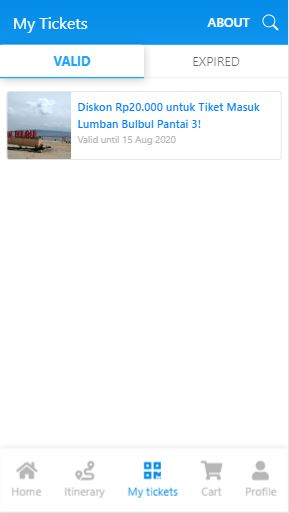 My Tickets
ABOUT
VALID
EXPIRED
Diskon Rp20.000 untuk Tiket Masuk
Lumban Bulbul Pantai 3!
Valid until 15 Aug 2020
Home
Itinerary
My tickets
Cart
Profile